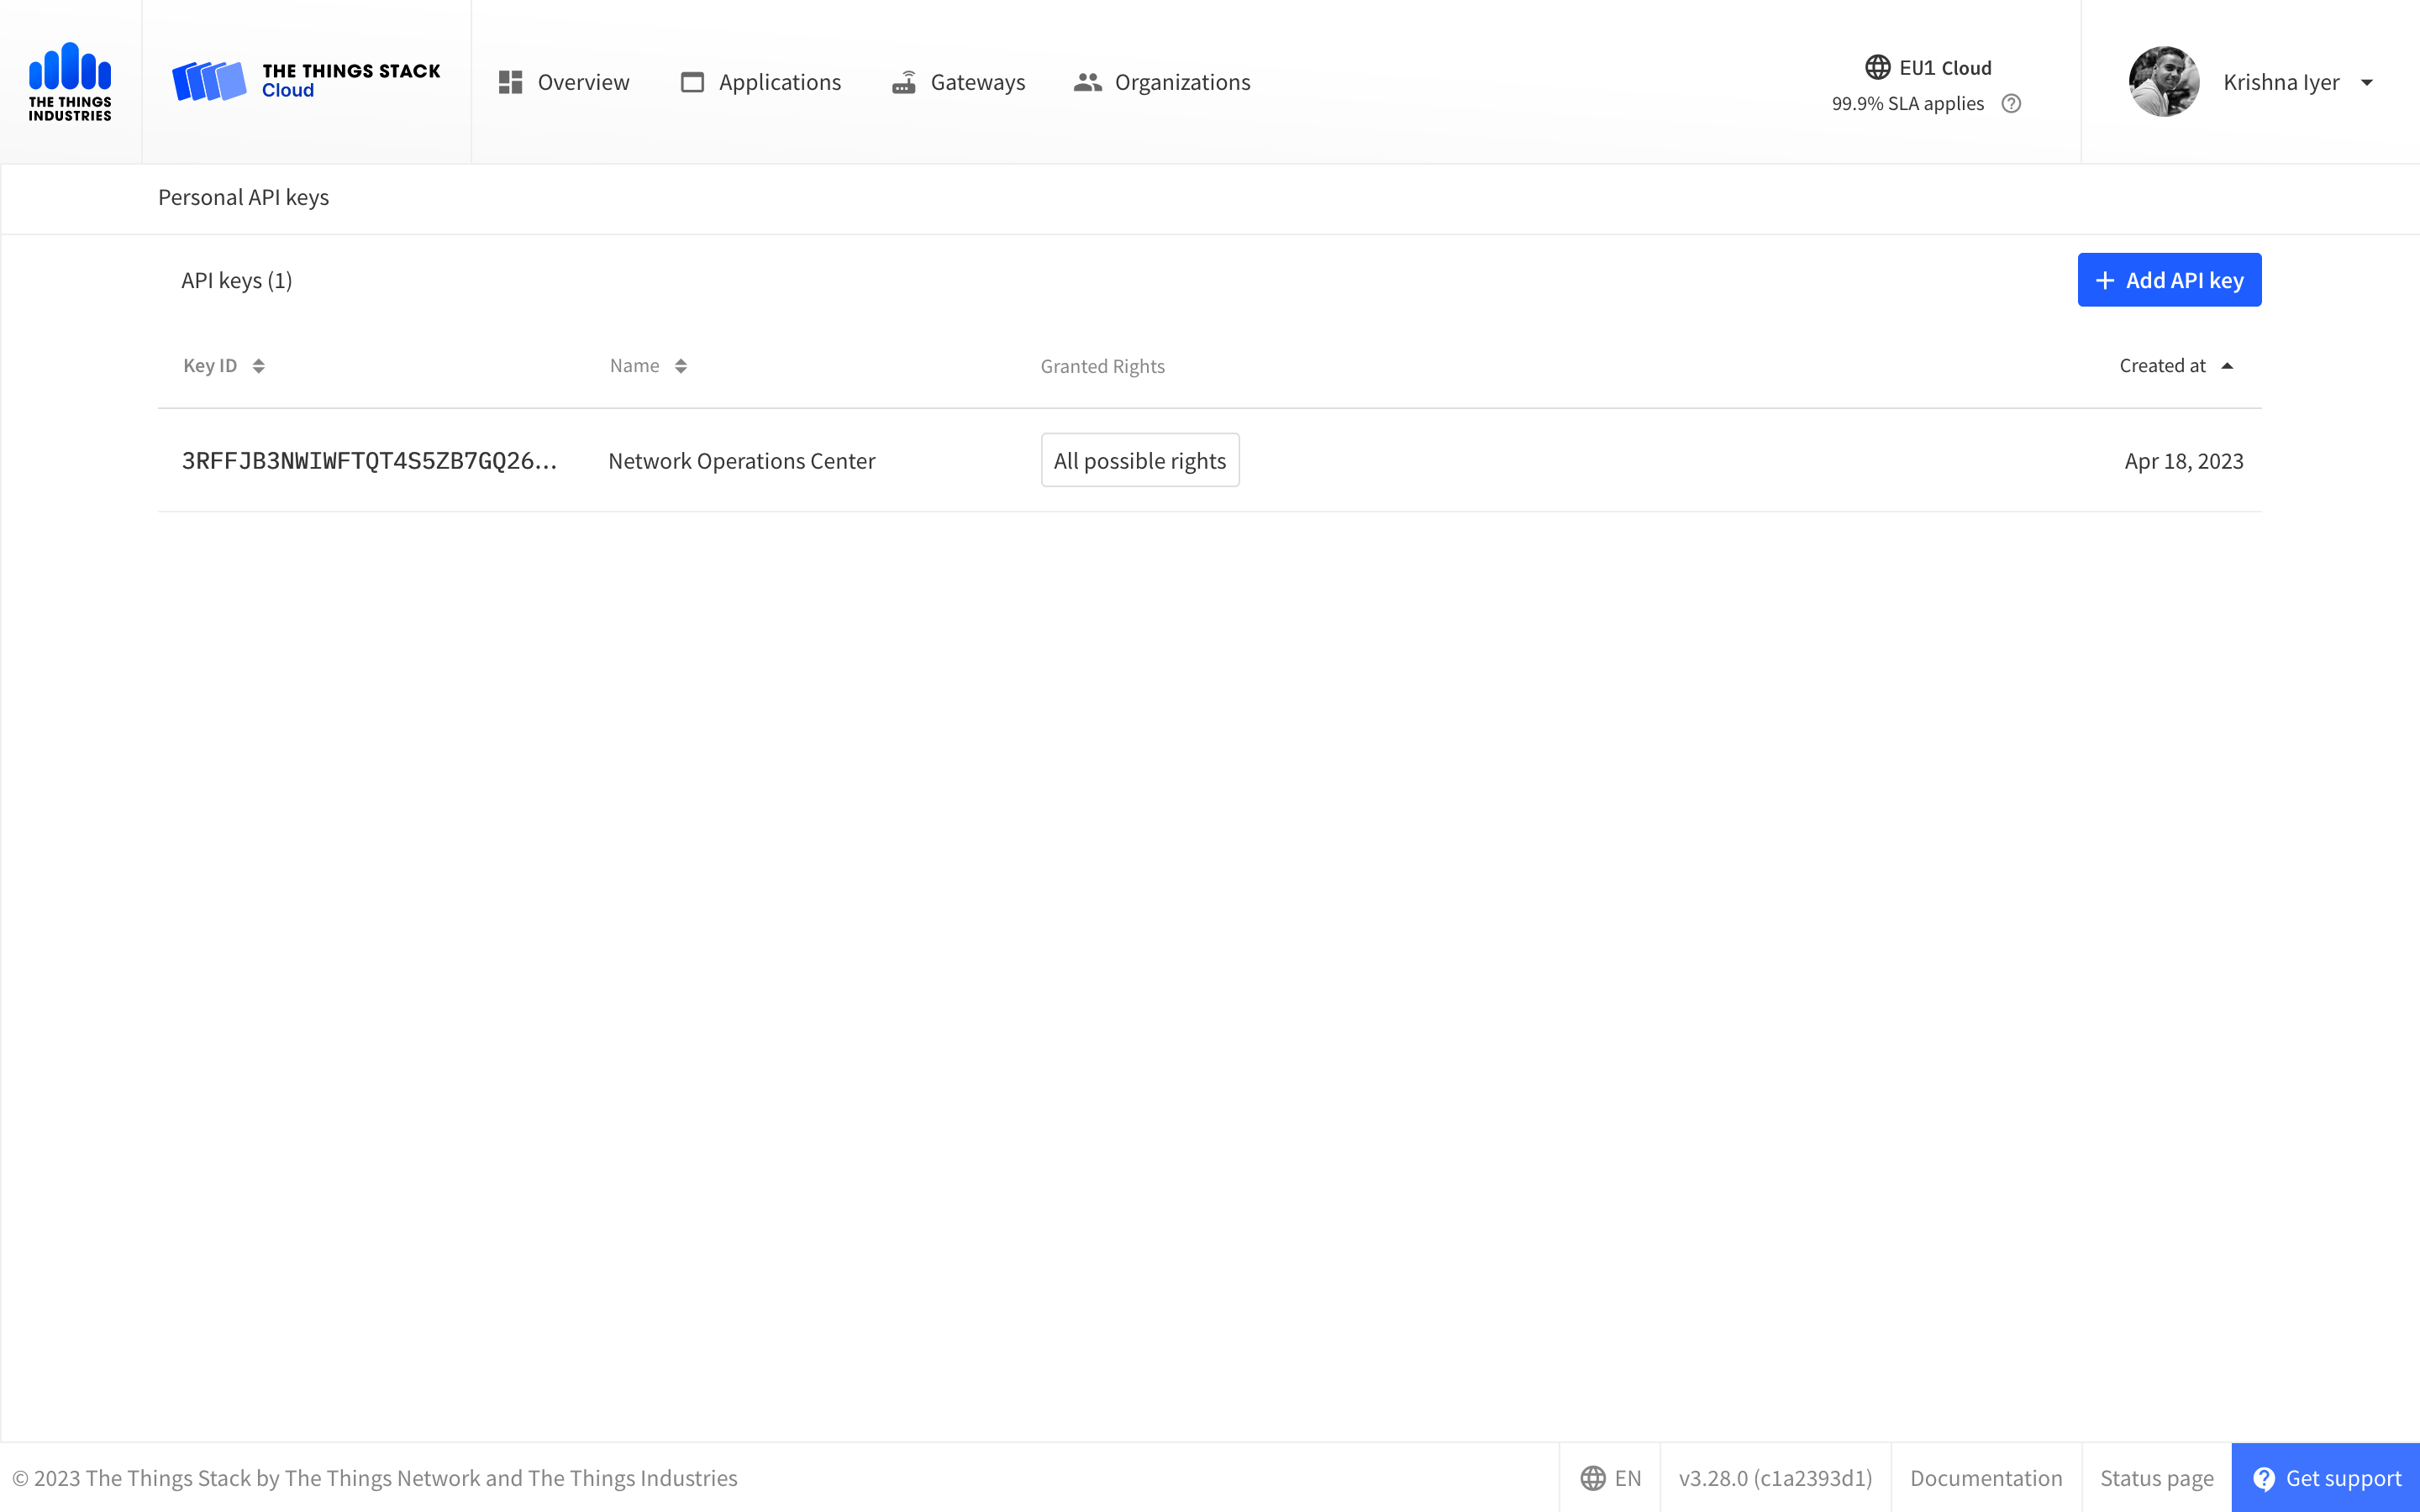 THE THINGS
INDUSTRIES
THE THINGS STACK
Cloud
Overview
Applications
Gateways
Organizations
EU1 Cloud
99.9% SLA applies
Krishna Iyer
Personal API keys
API keys (1)
+ Add API key
Key ID
Name
Granted Rights
Created at
3RFFJB3NWIWFTQT4S5ZB7GQ26...
Network Operations Center
All possible rights
Apr 18, 2023
© 2023 The Things Stack by The Things Network and The Things Industries
EN
v3.28.0 (c1a2393d1)
Documentation
Status page
Get support